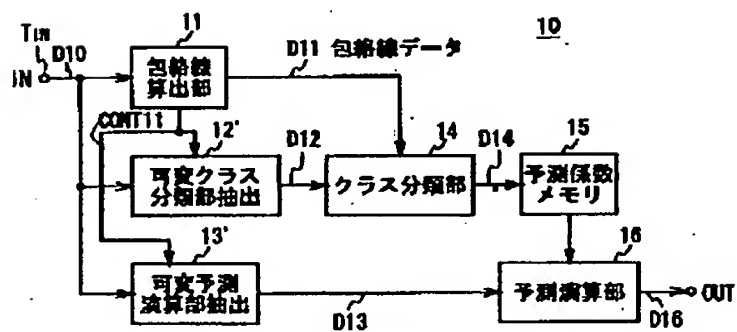 TIN
IN
D10
11
包絡線
算出部
D11 包絡線データ
10
CONT11
12'
可変クラス
分類部抽出
D12
14
クラス分類部
D14
15
予測係数
メモリ
13'
可変予測
演算部抽出
D13
16
予測演算部
D16
OUT